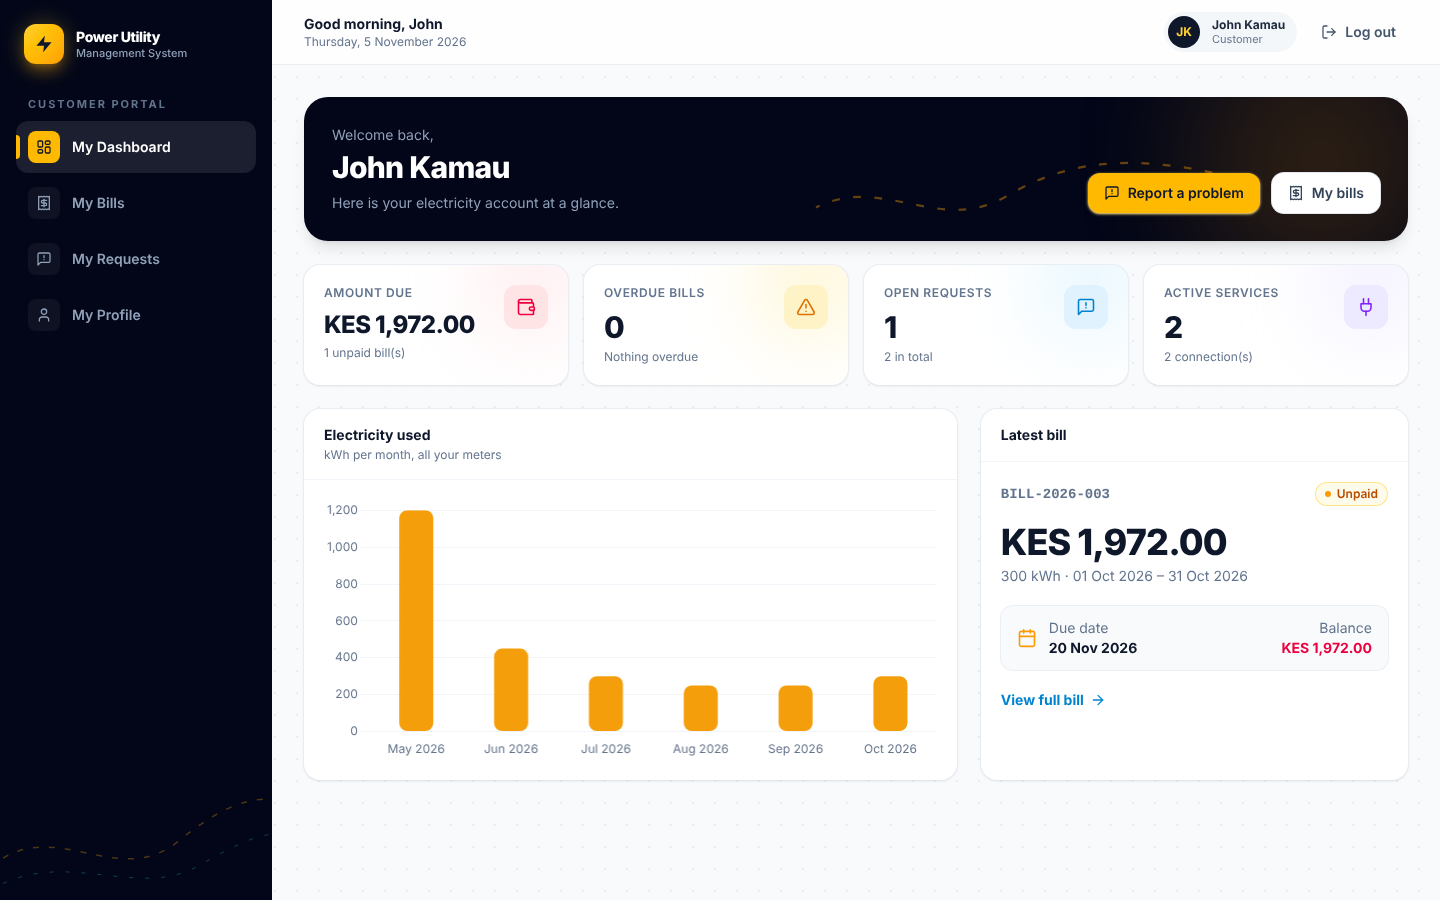 Power Utility
Management System
CUSTOMER PORTAL
My Dashboard
My Bills
My Requests
My Profile
Good morning, John
Thursday, 5 November 2026
JK
John Kamau
Customer
Log out
Welcome back,
John Kamau
Here is your electricity account at a glance.
Report a problem
My bills
AMOUNT DUE
KES 1,972.00
1 unpaid bill(s)
OVERDUE BILLS
0
Nothing overdue
OPEN REQUESTS
1
2 in total
ACTIVE SERVICES
2
2 connection(s)
Electricity used
kWh per month, all your meters
1,200
1,000
800
600
400
200
0
May 2026
Jun 2026
Jul 2026
Aug 2026
Sep 2026
Oct 2026
Latest bill
BILL-2026-003
Unpaid
KES 1,972.00
300 kWh · 01 Oct 2026 – 31 Oct 2026
Due date
20 Nov 2026
Balance
KES 1,972.00
View full bill